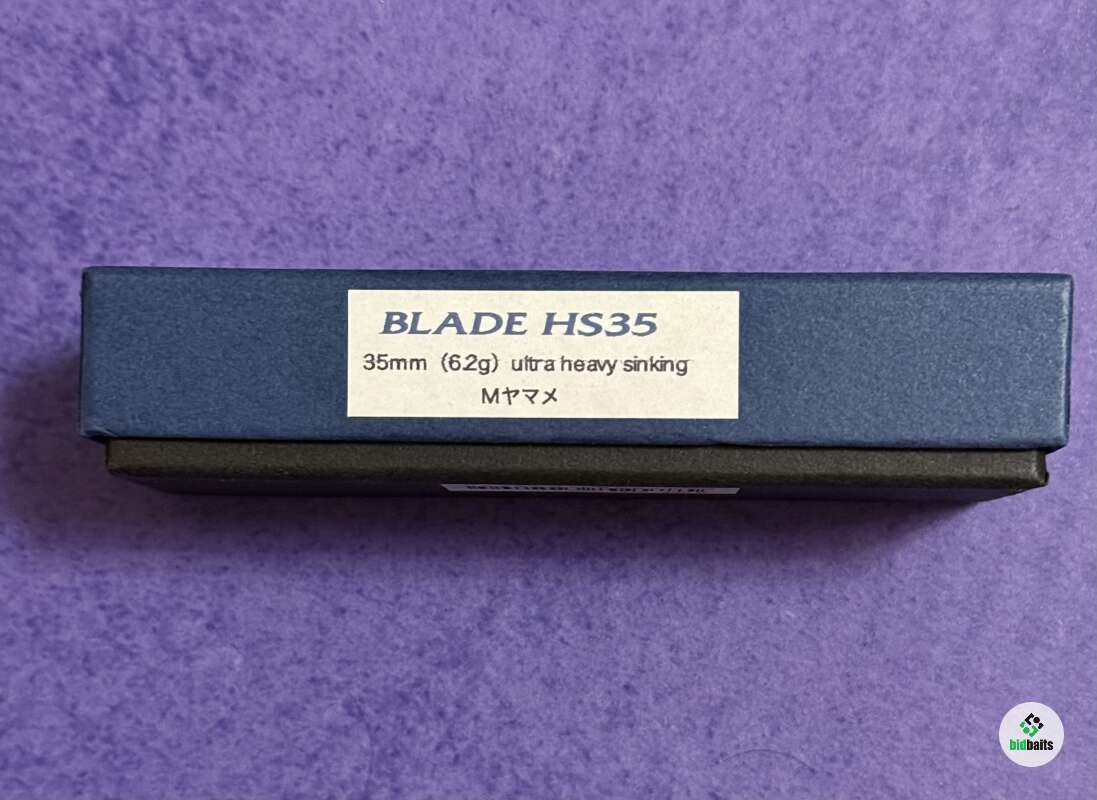 BLADE HS35
35mm（6.2g）ultra heavy sinking
Mヤマメ
bidbaits